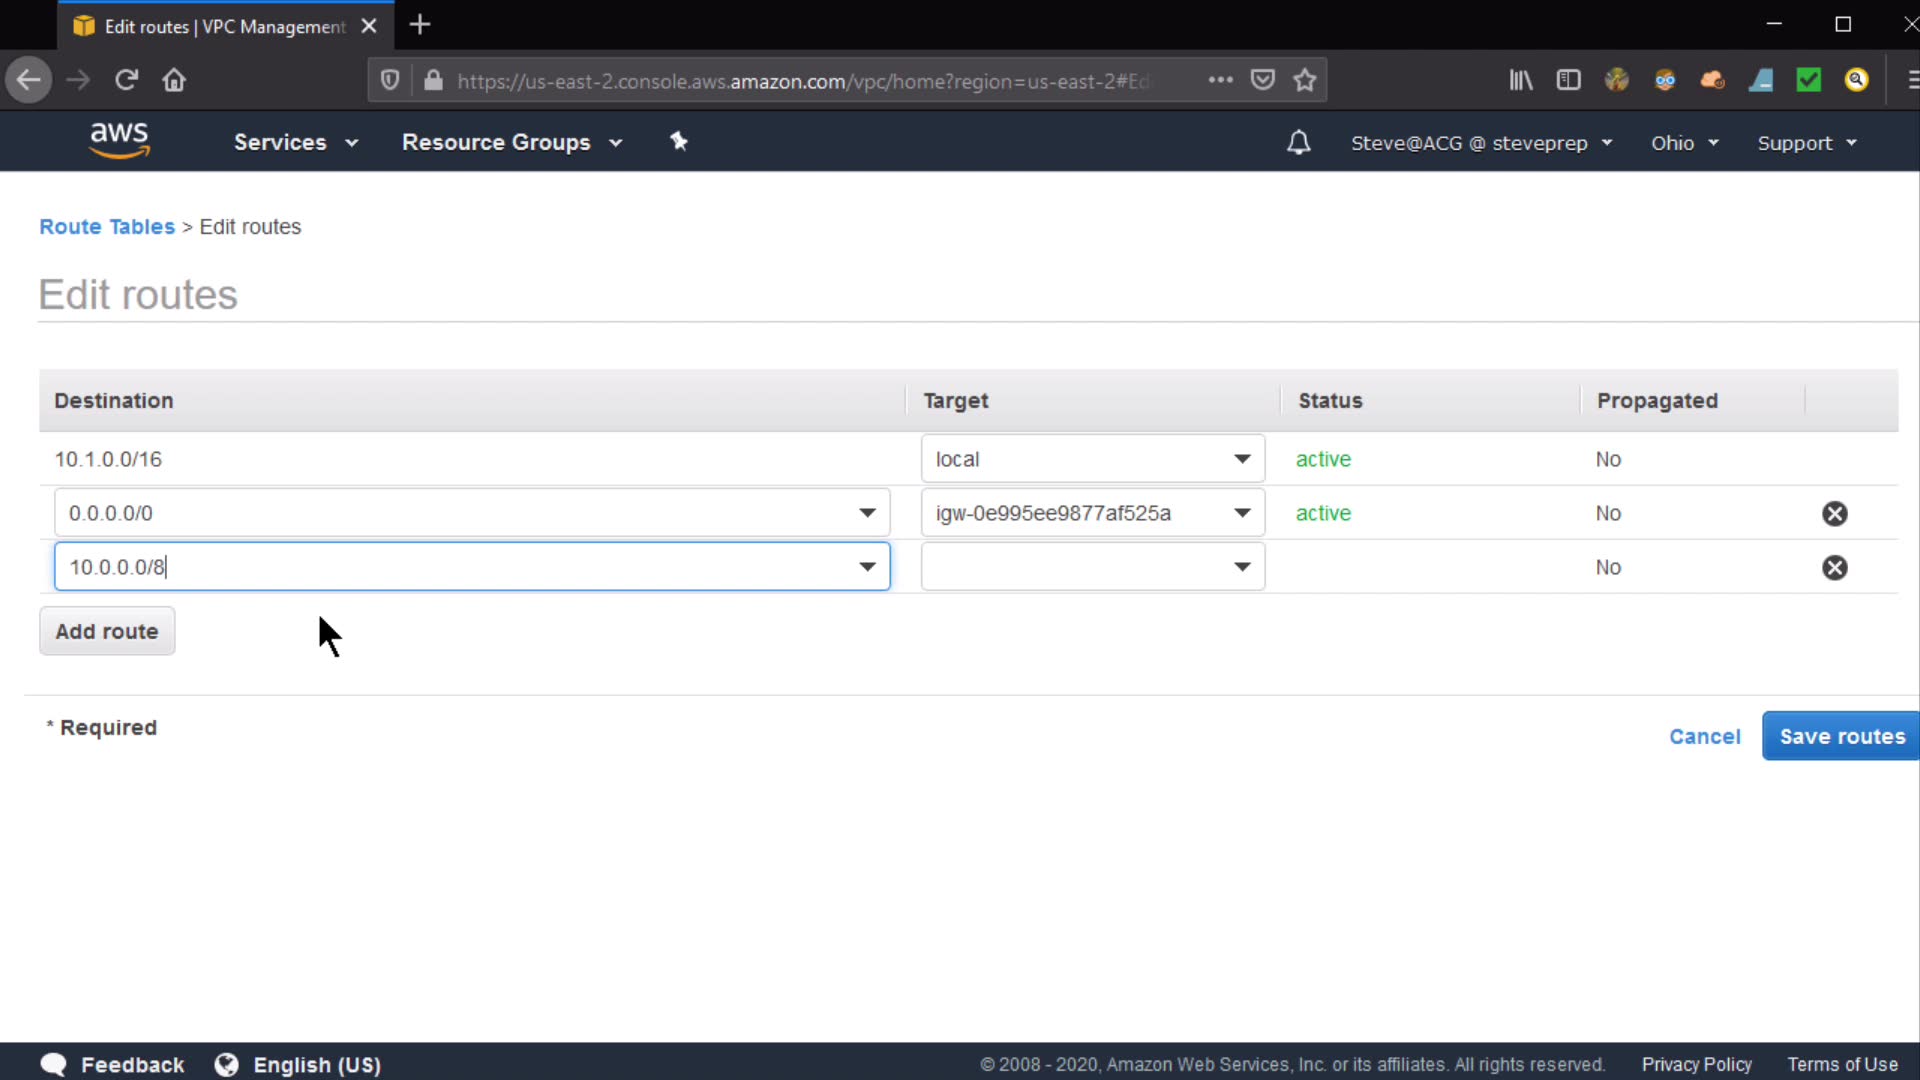 Edit routes | VPC Management
https://us-east-2.console.aws.amazon.com/vpc/home?region=us-east-2#Ed
aws
Services
Resource Groups
Steve@ACG @ steveprep
Ohio
Support
Route Tables > Edit routes
Edit routes
Destination Target Status Propagated
10.1.0.0/16 local active No
0.0.0.0/0 igw-0e995ee9877af525a active No
10.0.0.0/8 No
Add route
* Required
Cancel Save routes
Feedback English (US) © 2008 - 2020, Amazon Web Services, Inc. or its affiliates. All rights reserved. Privacy Policy Terms of Use